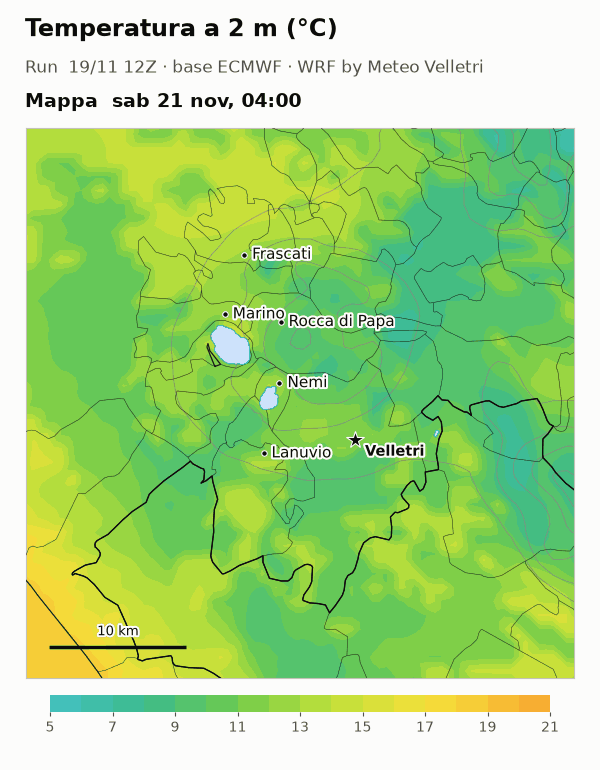 Temperatura a 2 m (°C)
Run  19/11 12Z · base ECMWF · WRF by Meteo Velletri
Mappa  sab 21 nov, 04:00
Frascati
Marino
Rocca di Papa
Nemi
Velletri
Lanuvio
10 km
5 7 9 11 13 15 17 19 21